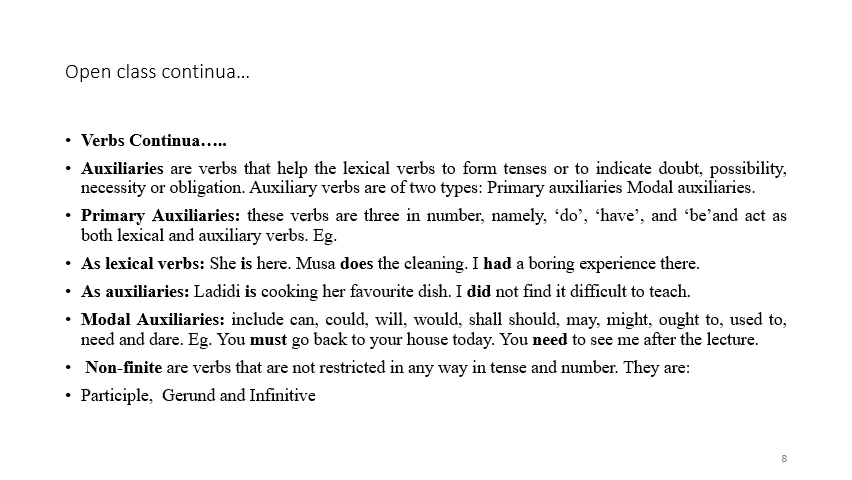 Open class continua…
• Verbs Continua…..
• Auxiliaries are verbs that help the lexical verbs to form tenses or to indicate doubt, possibility,
necessity or obligation. Auxiliary verbs are of two types: Primary auxiliaries Modal auxiliaries.
• Primary Auxiliaries: these verbs are three in number, namely, ‘do’, ‘have’, and ‘be’and act as
both lexical and auxiliary verbs. Eg.
• As lexical verbs: She is here. Musa does the cleaning. I had a boring experience there.
• As auxiliaries: Ladidi is cooking her favourite dish. I did not find it difficult to teach.
• Modal Auxiliaries: include can, could, will, would, shall should, may, might, ought to, used to,
need and dare. Eg. You must go back to your house today. You need to see me after the lecture.
• Non-finite are verbs that are not restricted in any way in tense and number. They are:
• Participle, Gerund and Infinitive
8